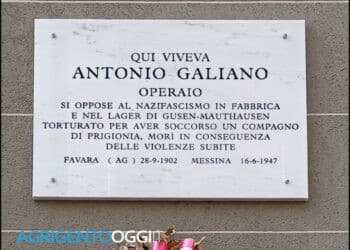 QUI VIVEVA
ANTONIO GALIANO
OPERAIO
SI OPPOSE AL NAZIFASCISMO IN FABBRICA
E NEL LAGER DI GUSEN-MAUTHAUSEN
TORTURATO PER AVER SOCCORSO UN COMPAGNO
DI PRIGIONIA, MORÌ IN CONSEGUENZA
DELLE VIOLENZE SUBITE
FAVARA ( AG ) 28-9-1902 MESSINA 16-6-1947
AGRIGENTOOGGI